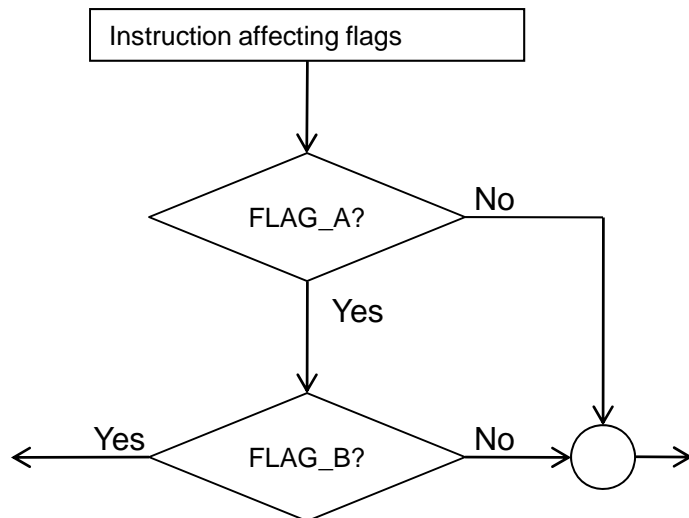 Instruction affecting flags
FLAG_A?
No
Yes
Yes
FLAG_B?
No